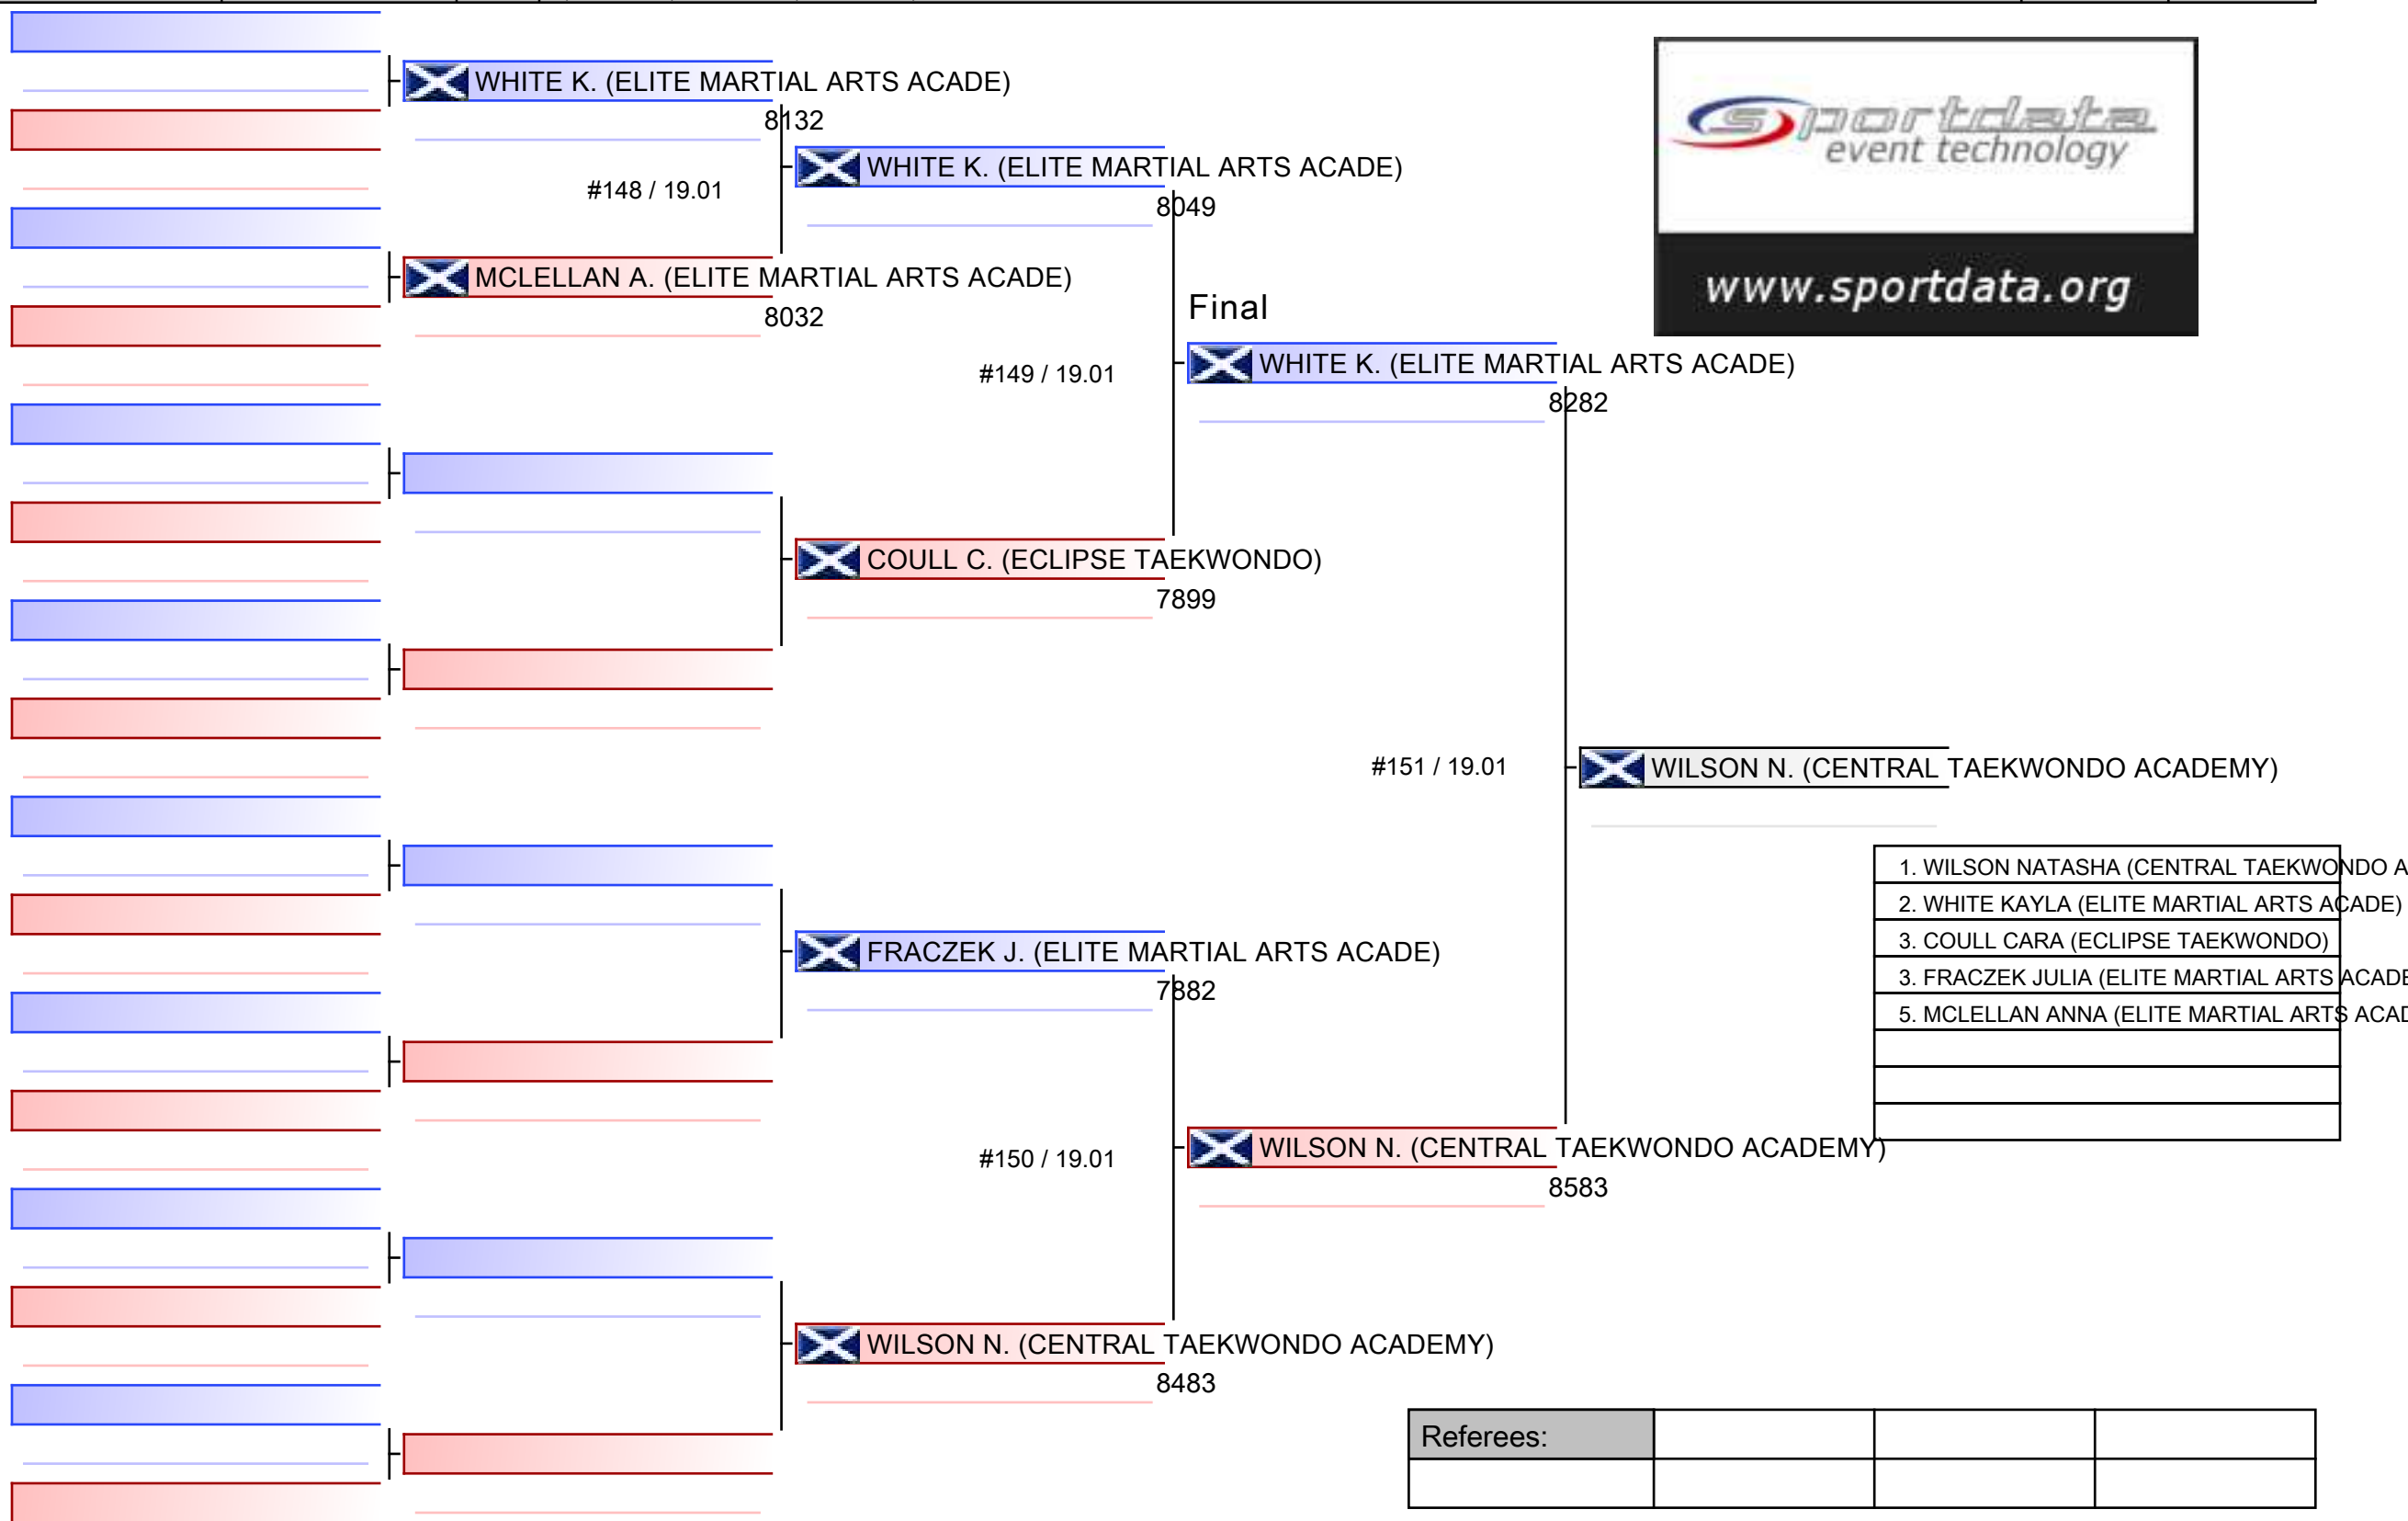 WHITE K. (ELITE MARTIAL ARTS ACADE)
8132
#148 / 19.01
MCLELLAN A. (ELITE MARTIAL ARTS ACADE)
8032
WHITE K. (ELITE MARTIAL ARTS ACADE)
8049
#149 / 19.01
COULL C. (ECLIPSE TAEKWONDO)
7899
FRACZEK J. (ELITE MARTIAL ARTS ACADE)
7882
#150 / 19.01
WILSON N. (CENTRAL TAEKWONDO ACADEMY)
8483
Final
WHITE K. (ELITE MARTIAL ARTS ACADE)
8282
#151 / 19.01
WILSON N. (CENTRAL TAEKWONDO ACADEMY)
8583
WILSON N. (CENTRAL TAEKWONDO ACADEMY)
sportdata
event technology
www.sportdata.org
1. WILSON NATASHA (CENTRAL TAEKWONDO A
2. WHITE KAYLA (ELITE MARTIAL ARTS ACADE)
3. COULL CARA (ECLIPSE TAEKWONDO)
3. FRACZEK JULIA (ELITE MARTIAL ARTS ACADE
5. MCLELLAN ANNA (ELITE MARTIAL ARTS ACAD
Referees: